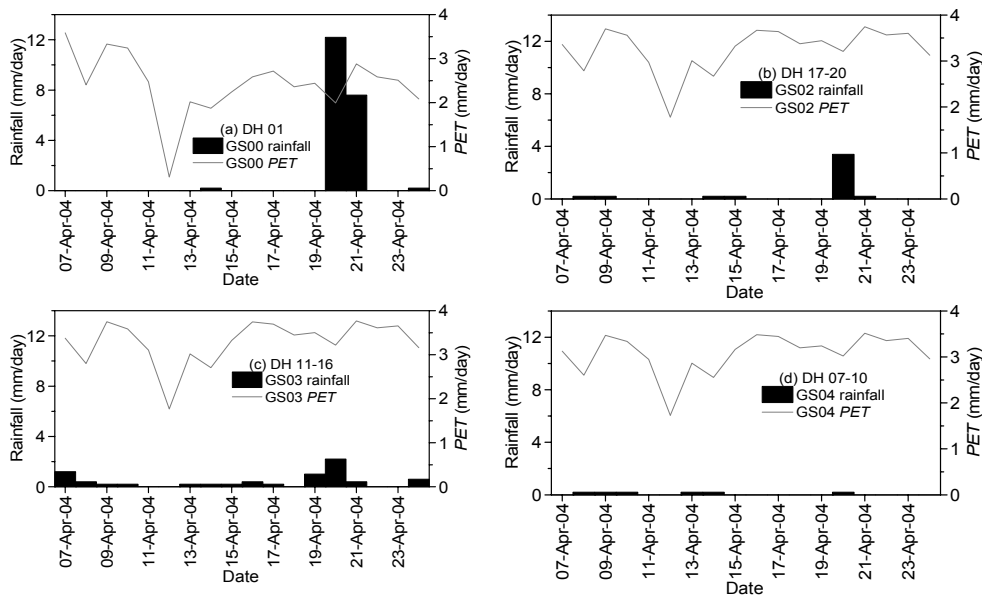 Rainfall (mm/day)
12
8
4
0
(a) DH 01
GS00 rainfall
GS00 PET
4
3
2
1
0
PET (mm/day)
07-Apr-04
09-Apr-04
11-Apr-04
13-Apr-04
15-Apr-04
17-Apr-04
19-Apr-04
21-Apr-04
23-Apr-04
Date
Rainfall (mm/day)
12
8
4
0
(b) DH 17-20
GS02 rainfall
GS02 PET
4
3
2
1
0
PET (mm/day)
07-Apr-04
09-Apr-04
11-Apr-04
13-Apr-04
15-Apr-04
17-Apr-04
19-Apr-04
21-Apr-04
23-Apr-04
Date
Rainfall (mm/day)
12
8
4
0
(c) DH 11-16
GS03 rainfall
GS03 PET
4
3
2
1
0
PET (mm/day)
07-Apr-04
09-Apr-04
11-Apr-04
13-Apr-04
15-Apr-04
17-Apr-04
19-Apr-04
21-Apr-04
23-Apr-04
Date
Rainfall (mm/day)
12
8
4
0
(d) DH 07-10
GS04 rainfall
GS04 PET
4
3
2
1
0
PET (mm/day)
07-Apr-04
09-Apr-04
11-Apr-04
13-Apr-04
15-Apr-04
17-Apr-04
19-Apr-04
21-Apr-04
23-Apr-04
Date